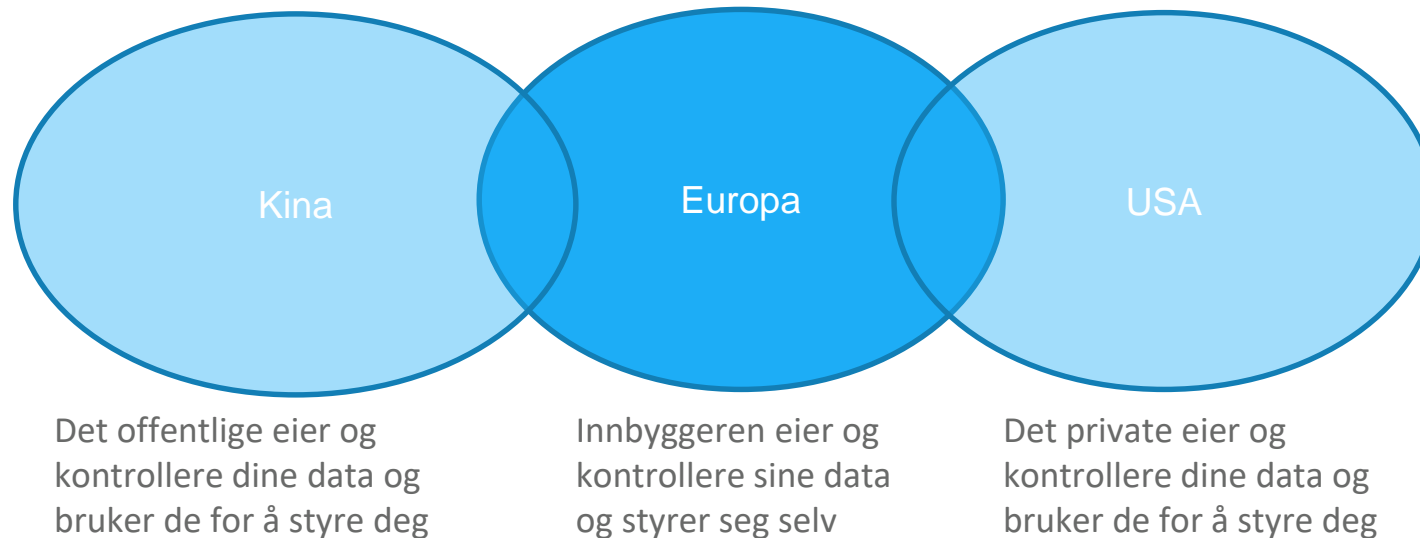 Kina
Europa
USA
Det offentlige eier og
kontrollere dine data og
bruker de for å styre deg
Innbyggeren eier og
kontrollere sine data
og styrer seg selv
Det private eier og
kontrollere dine data og
bruker de for å styre deg